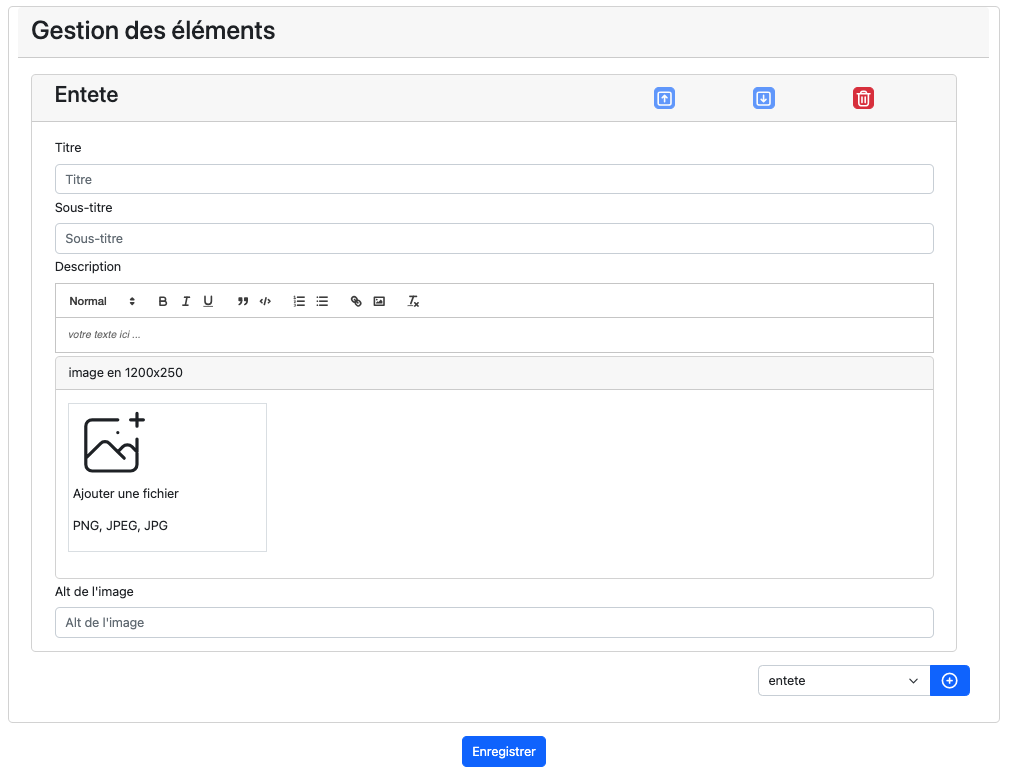 Gestion des éléments
Entete
Titre
Titre
Sous-titre
Sous-titre
Description
Normal
votre texte ici ...
image en 1200x250
Ajouter une fichier
PNG, JPEG, JPG
Alt de l'image
Alt de l'image
entete
Enregistrer